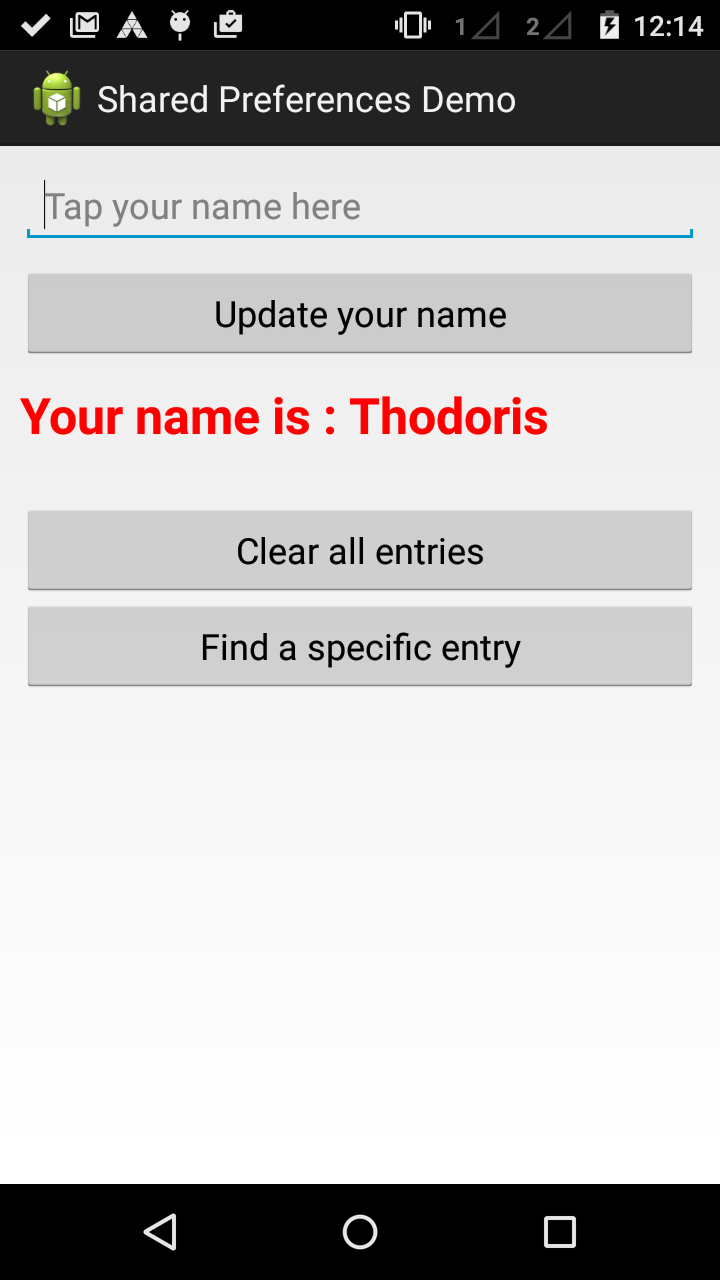 1 2 12:14
Shared Preferences Demo
Tap your name here
Update your name
Your name is : Thodoris
Clear all entries
Find a specific entry